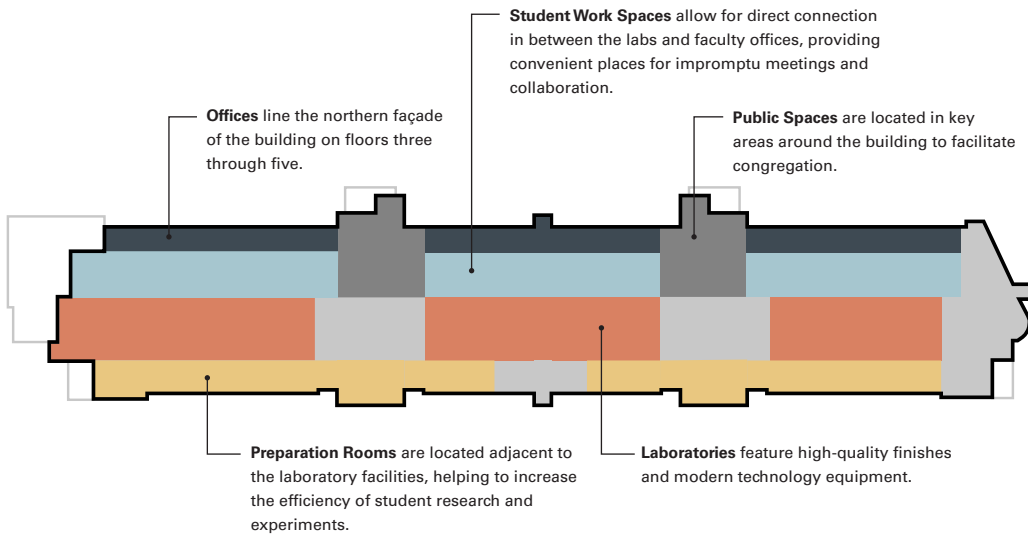 Student Work Spaces allow for direct connection
in between the labs and faculty offices, providing
convenient places for impromptu meetings and
collaboration.
Offices line the northern façade
of the building on floors three
through five.
Public Spaces are located in key
areas around the building to facilitate
congregation.
Preparation Rooms are located adjacent to
the laboratory facilities, helping to increase
the efficiency of student research and
experiments.
Laboratories feature high-quality finishes
and modern technology equipment.